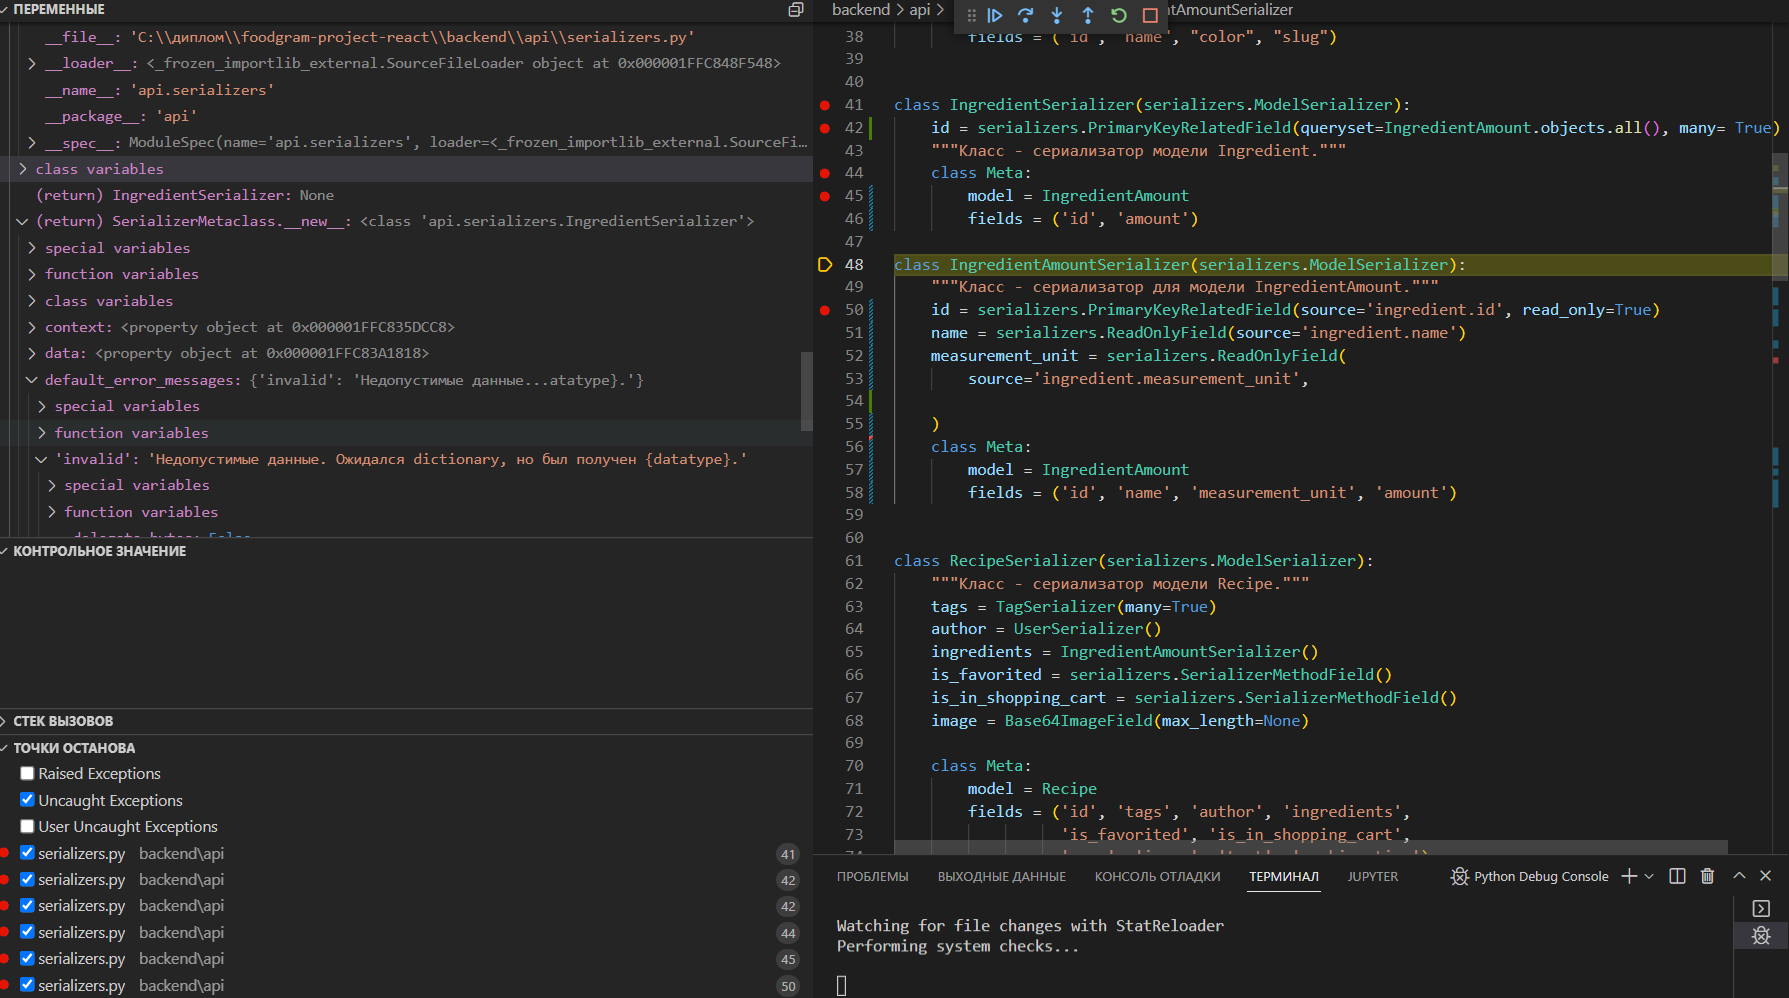 ПЕРЕМЕННЫЕ
__file__: 'C:\\диплом\\foodgram-project-react\\backend\\api\\serializers.py'
__loader__: <_frozen_importlib_external.SourceFileLoader object at 0x000001FFC848F548>
__name__: 'api.serializers'
__package__: 'api'
__spec__: ModuleSpec(name='api.serializers', loader=<_frozen_importlib_external.SourceFi...
class variables
(return) IngredientSerializer: None
(return) SerializerMetaclass.__new__: <class 'api.serializers.IngredientSerializer'>
special variables
function variables
class variables
context: <property object at 0x000001FFC835DCC8>
data: <property object at 0x000001FFC83A1818>
default_error_messages: {'invalid': 'Недопустимые данные...atatype}.'}
special variables
function variables
'invalid': 'Недопустимые данные. Ожидался dictionary, но был получен {datatype}.'
special variables
function variables
КОНТРОЛЬНОЕ ЗНАЧЕНИЕ
СТЕК ВЫЗОВОВ
ТОЧКИ ОСТАНОВА
Raised Exceptions
Uncaught Exceptions
User Uncaught Exceptions
serializers.py backend\api 41
serializers.py backend\api 42
serializers.py backend\api 42
serializers.py backend\api 44
serializers.py backend\api 45
serializers.py backend\api 50
backend > api > ntAmountSerializer
38 fields = ('id', 'name', "color", "slug")
39
40
41 class IngredientSerializer(serializers.ModelSerializer):
42 id = serializers.PrimaryKeyRelatedField(queryset=IngredientAmount.objects.all(), many= True)
43 """Класс - сериализатор модели Ingredient."""
44 class Meta:
45 model = IngredientAmount
46 fields = ('id', 'amount')
47
48 class IngredientAmountSerializer(serializers.ModelSerializer):
49 """Класс - сериализатор для модели IngredientAmount."""
50 id = serializers.PrimaryKeyRelatedField(source='ingredient.id', read_only=True)
51 name = serializers.ReadOnlyField(source='ingredient.name')
52 measurement_unit = serializers.ReadOnlyField(
53 source='ingredient.measurement_unit',
54
55 )
56 class Meta:
57 model = IngredientAmount
58 fields = ('id', 'name', 'measurement_unit', 'amount')
59
60
61 class RecipeSerializer(serializers.ModelSerializer):
62 """Класс - сериализатор модели Recipe."""
63 tags = TagSerializer(many=True)
64 author = UserSerializer()
65 ingredients = IngredientAmountSerializer()
66 is_favorited = serializers.SerializerMethodField()
67 is_in_shopping_cart = serializers.SerializerMethodField()
68 image = Base64ImageField(max_length=None)
69
70 class Meta:
71 model = Recipe
72 fields = ('id', 'tags', 'author', 'ingredients',
73 'is_favorited', 'is_in_shopping_cart',
ПРОБЛЕМЫ ВЫХОДНЫЕ ДАННЫЕ КОНСОЛЬ ОТЛАДКИ ТЕРМИНАЛ JUPYTER Python Debug Console
Watching for file changes with StatReloader
Performing system checks...